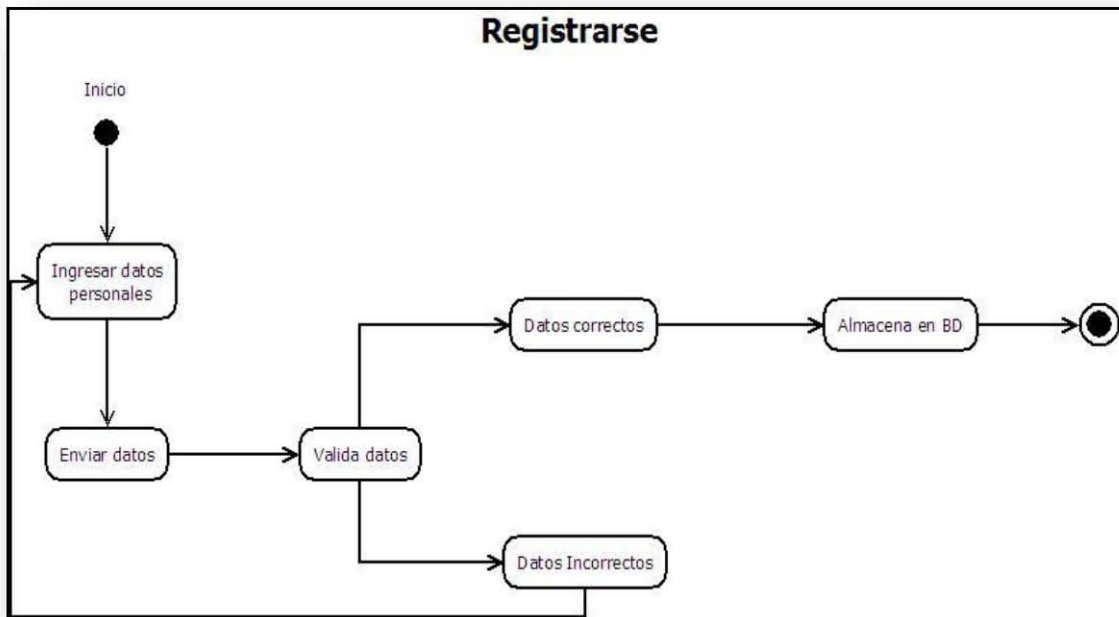 Registrarse
Inicio
Ingresar datos
personales
Datos correctos
Almacena en BD
Enviar datos
Valida datos
Datos Incorrectos